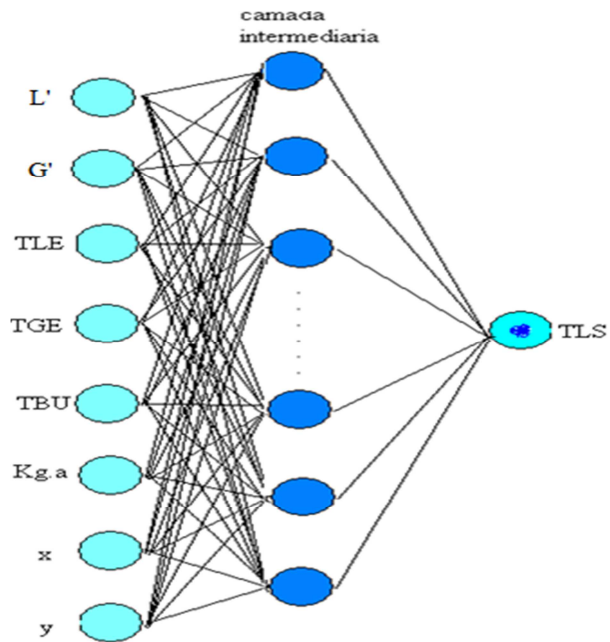 camada
intermediaria
L'
G'
TLE
TGE
TBU
Kg.a
x
y
TLS